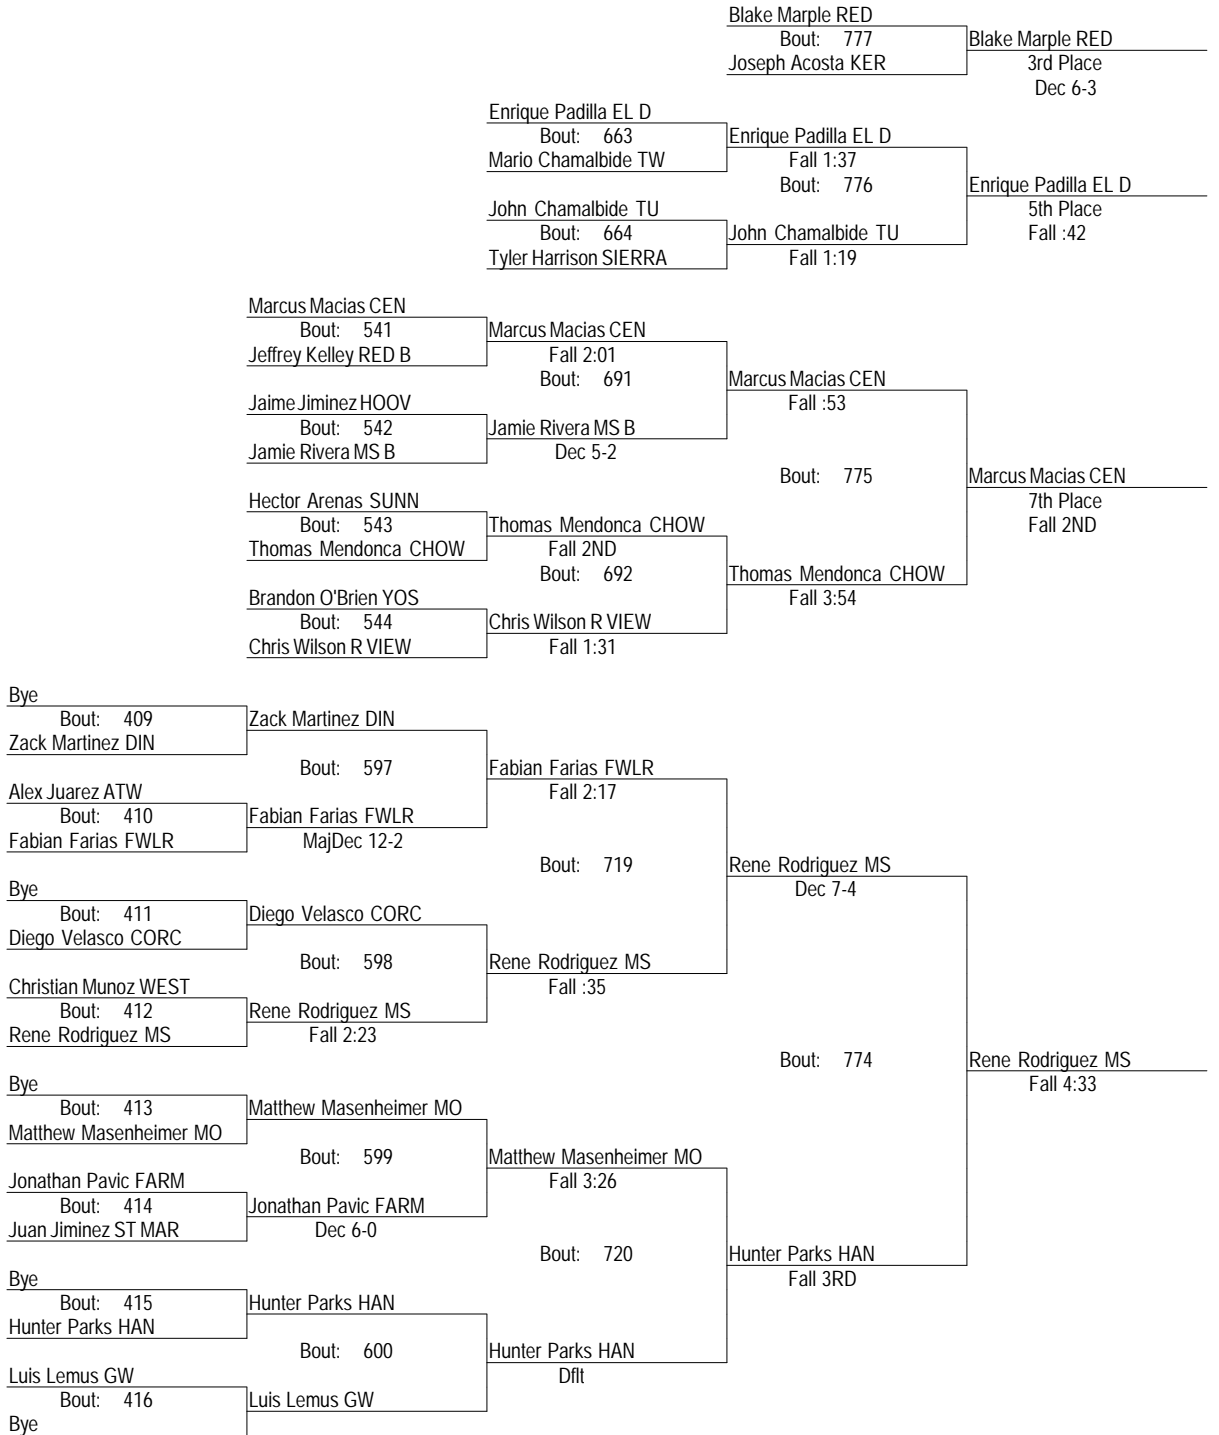 Blake Marple RED
Bout: 777
Blake Marple RED
Joseph Acosta KER
3rd Place
Dec 6-3
Enrique Padilla EL D
Bout: 663
Enrique Padilla EL D
Mario Chamalbide TW
Fall 1:37
Bout: 776
Enrique Padilla EL D
John Chamalbide TU
5th Place
Bout: 664
John Chamalbide TU
Fall :42
Tyler Harrison SIERRA
Fall 1:19
Marcus Macias CEN
Bout: 541
Marcus Macias CEN
Jeffrey Kelley RED B
Fall 2:01
Bout: 691
Marcus Macias CEN
Jaime Jiminez HOOV
Fall :53
Bout: 542
Jamie Rivera MS B
Jamie Rivera MS B
Dec 5-2
Bout: 775
Marcus Macias CEN
Hector Arenas SUNN
7th Place
Bout: 543
Thomas Mendonca CHOW
Fall 2ND
Thomas Mendonca CHOW
Fall 2ND
Bout: 692
Thomas Mendonca CHOW
Brandon O'Brien YOS
Fall 3:54
Bout: 544
Chris Wilson R VIEW
Chris Wilson R VIEW
Fall 1:31
Bye
Bout: 409
Zack Martinez DIN
Zack Martinez DIN
Bout: 597
Fabian Farias FWLR
Alex Juarez ATW
Fall 2:17
Bout: 410
Fabian Farias FWLR
Fabian Farias FWLR
MajDec 12-2
Bout: 719
Rene Rodriguez MS
Bye
Dec 7-4
Bout: 411
Diego Velasco CORC
Diego Velasco CORC
Bout: 598
Rene Rodriguez MS
Christian Munoz WEST
Fall :35
Bout: 412
Rene Rodriguez MS
Rene Rodriguez MS
Fall 2:23
Bout: 774
Rene Rodriguez MS
Bye
Fall 4:33
Bout: 413
Matthew Masenheimer MO
Matthew Masenheimer MO
Bout: 599
Matthew Masenheimer MO
Jonathan Pavic FARM
Fall 3:26
Bout: 414
Jonathan Pavic FARM
Juan Jiminez ST MAR
Dec 6-0
Bout: 720
Hunter Parks HAN
Bye
Fall 3RD
Bout: 415
Hunter Parks HAN
Hunter Parks HAN
Bout: 600
Hunter Parks HAN
Luis Lemus GW
Dflt
Bout: 416
Luis Lemus GW
Bye